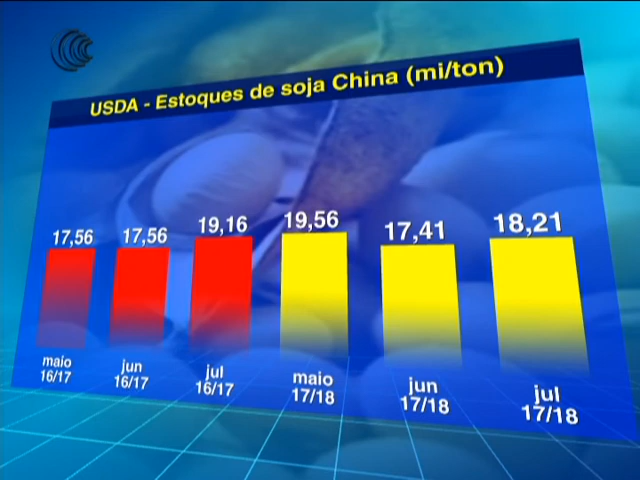 USDA - Estoques de soja China (mi/ton)
17,56
17,56
19,16
19,56
17,41
18,21
maio
16/17
jun
16/17
jul
16/17
maio
17/18
jun
17/18
jul
17/18